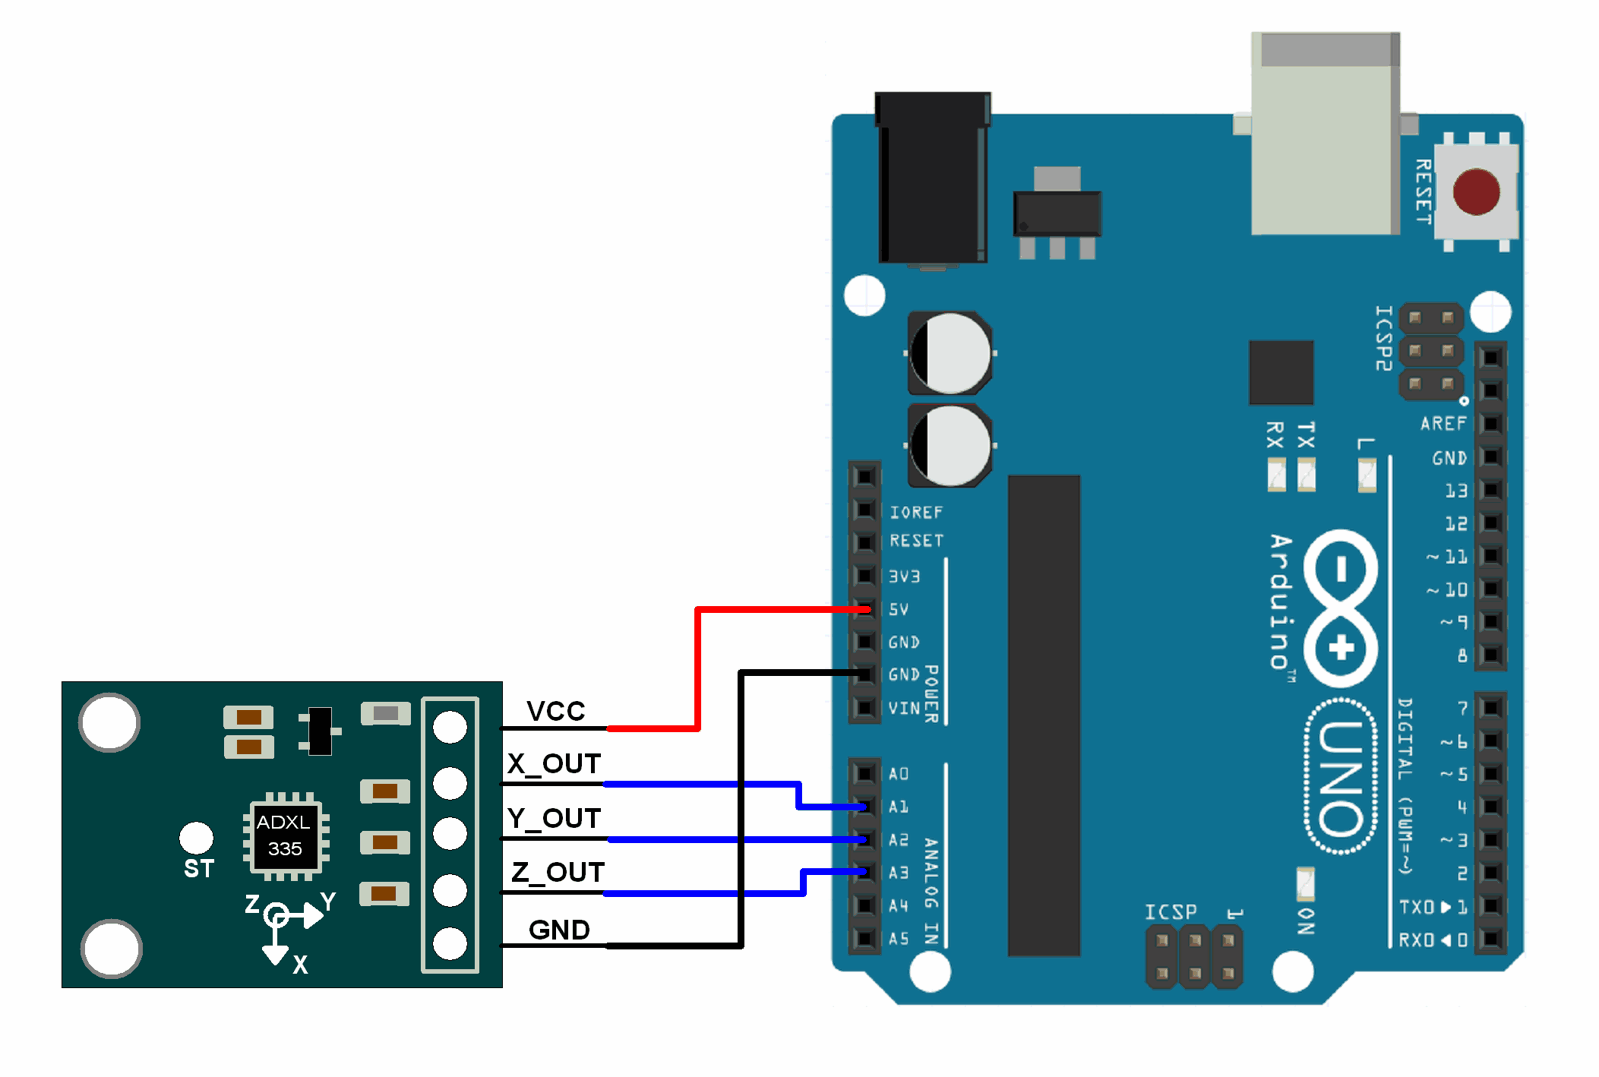 RESET
ICSP2
AREF
GND
13
12
~11
~10
~9
8
RX
TX
L
IOREF
RESET
3V3
5V
GND
GND
VIN
POWER
Arduino™
UNO
7
~6
~5
4
~3
2
TX0▶1
RX0◀0
DIGITAL (PWM=~)
A0
A1
A2
A3
A4
A5
ANALOG IN
ICSP
1
ON
VCC
X_OUT
Y_OUT
Z_OUT
GND
ADXL
335
ST
Z
Y
X